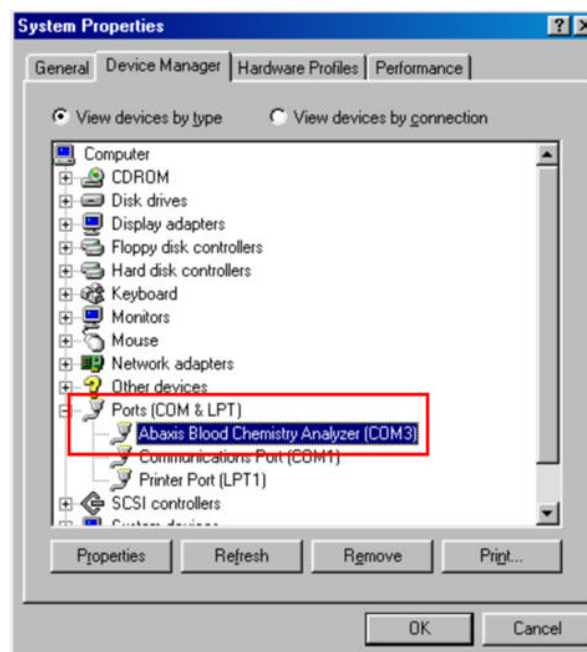 System Properties
General Device Manager Hardware Profiles Performance
View devices by type View devices by connection
Computer
CDROM
Disk drives
Display adapters
Floppy disk controllers
Hard disk controllers
Keyboard
Monitors
Mouse
Network adapters
Other devices
Ports (COM & LPT)
Abaxis Blood Chemistry Analyzer (COM3)
Communications Port (COM1)
Printer Port (LPT1)
SCSI controllers
System devices
Properties Refresh Remove Print...
OK Cancel